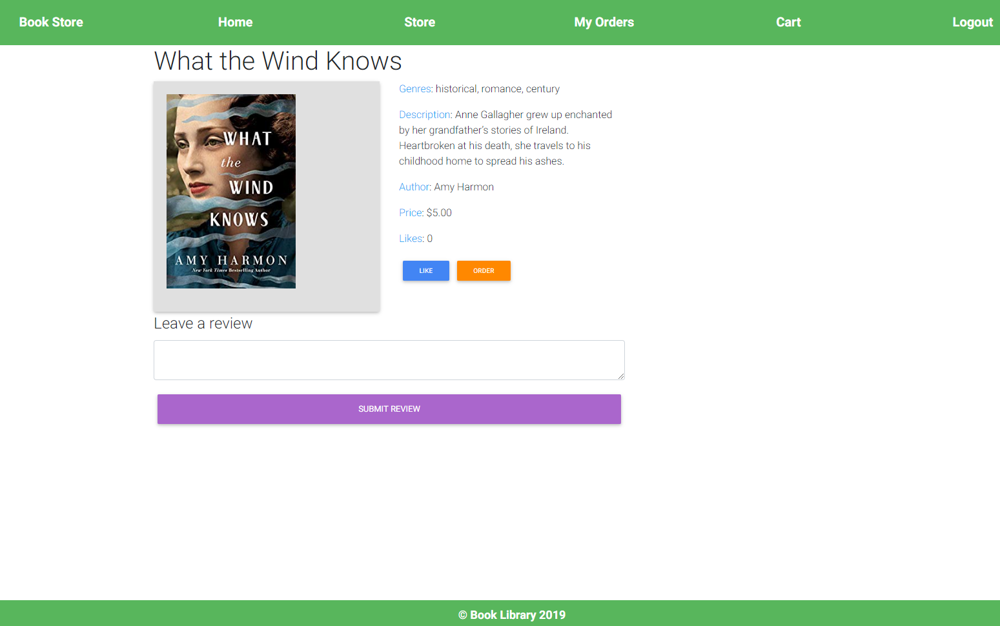 Book Store Home Store My Orders Cart Logout
What the Wind Knows
WHAT
the
WIND
KNOWS
AMY HARMON
New York Times Bestselling Author
Genres: historical, romance, century
Description: Anne Gallagher grew up enchanted
by her grandfather's stories of Ireland.
Heartbroken at his death, she travels to his
childhood home to spread his ashes.
Author: Amy Harmon
Price: $5.00
Likes: 0
LIKE ORDER
Leave a review
SUBMIT REVIEW
© Book Library 2019